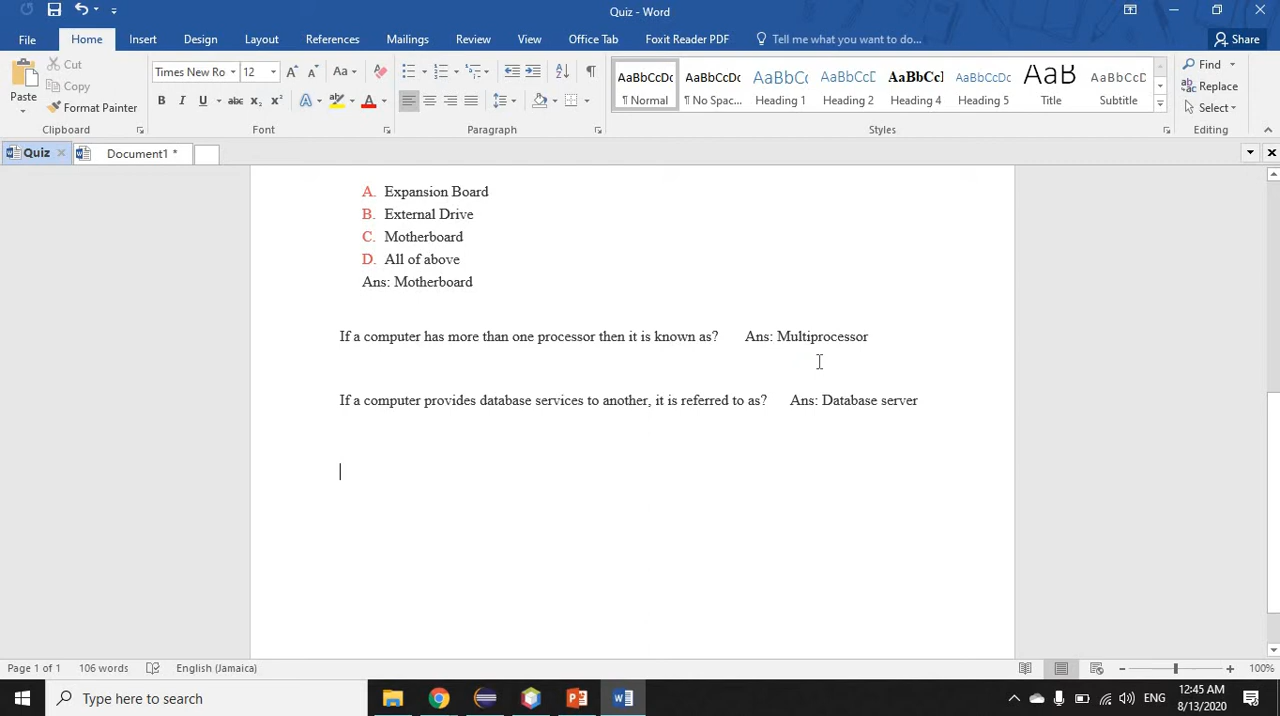 Quiz - Word
File Home Insert Design Layout References Mailings Review View Office Tab Foxit Reader PDF Tell me what you want to do... Share
Paste
Cut
Copy
Format Painter
Clipboard
Times New Ro 12
Font
Paragraph
AaBbCcDc ¶ Normal
AaBbCcDc ¶ No Spac...
AaBbCc Heading 1
AaBbCcD Heading 2
AaBbCcI Heading 4
AaBbCcDc Heading 5
AaB Title
AaBbCcD Subtitle
Styles
Find
Replace
Select
Editing
Quiz Document1 *
A. Expansion Board
B. External Drive
C. Motherboard
D. All of above
Ans: Motherboard
If a computer has more than one processor then it is known as? Ans: Multiprocessor
If a computer provides database services to another, it is referred to as? Ans: Database server
Page 1 of 1 106 words English (Jamaica) 100%
Type here to search
ENG
12:45 AM
8/13/2020